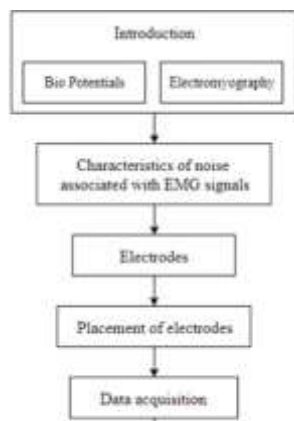 Introduction
Bio Potentials
Electromyography
Characteristics of noise
associated with EMG signals
Electrodes
Placement of electrodes
Data acquisition